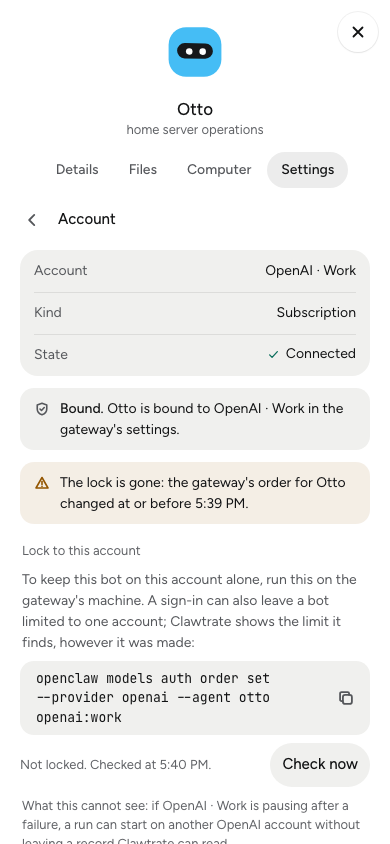 Otto
home server operations
Details Files Computer Settings
Account
Account OpenAI · Work
Kind Subscription
State Connected
Bound. Otto is bound to OpenAI · Work in the
gateway's settings.
The lock is gone: the gateway's order for Otto
changed at or before 5:39 PM.
Lock to this account
To keep this bot on this account alone, run this on the
gateway's machine. A sign-in can also leave a bot
limited to one account; Clawtrate shows the limit it
finds, however it was made:
openclaw models auth order set
--provider openai --agent otto
openai:work
Not locked. Checked at 5:40 PM. Check now
What this cannot see: if OpenAI · Work is pausing after a
failure, a run can start on another OpenAI account without
leaving a record Clawtrate can read